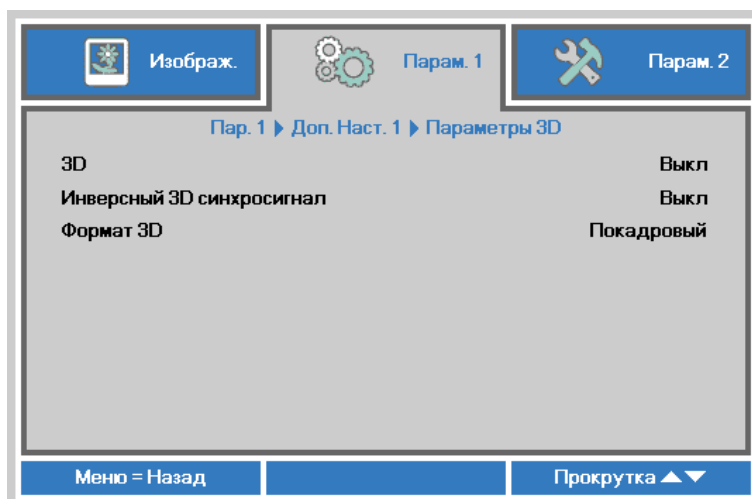 Изображ. Парам. 1 Парам. 2
Пар. 1 Доп. Наст. 1 Параметры 3D
3D Выкл
Инверсный 3D синхросигнал Выкл
Формат 3D Покадровый
Меню = Назад Прокрутка